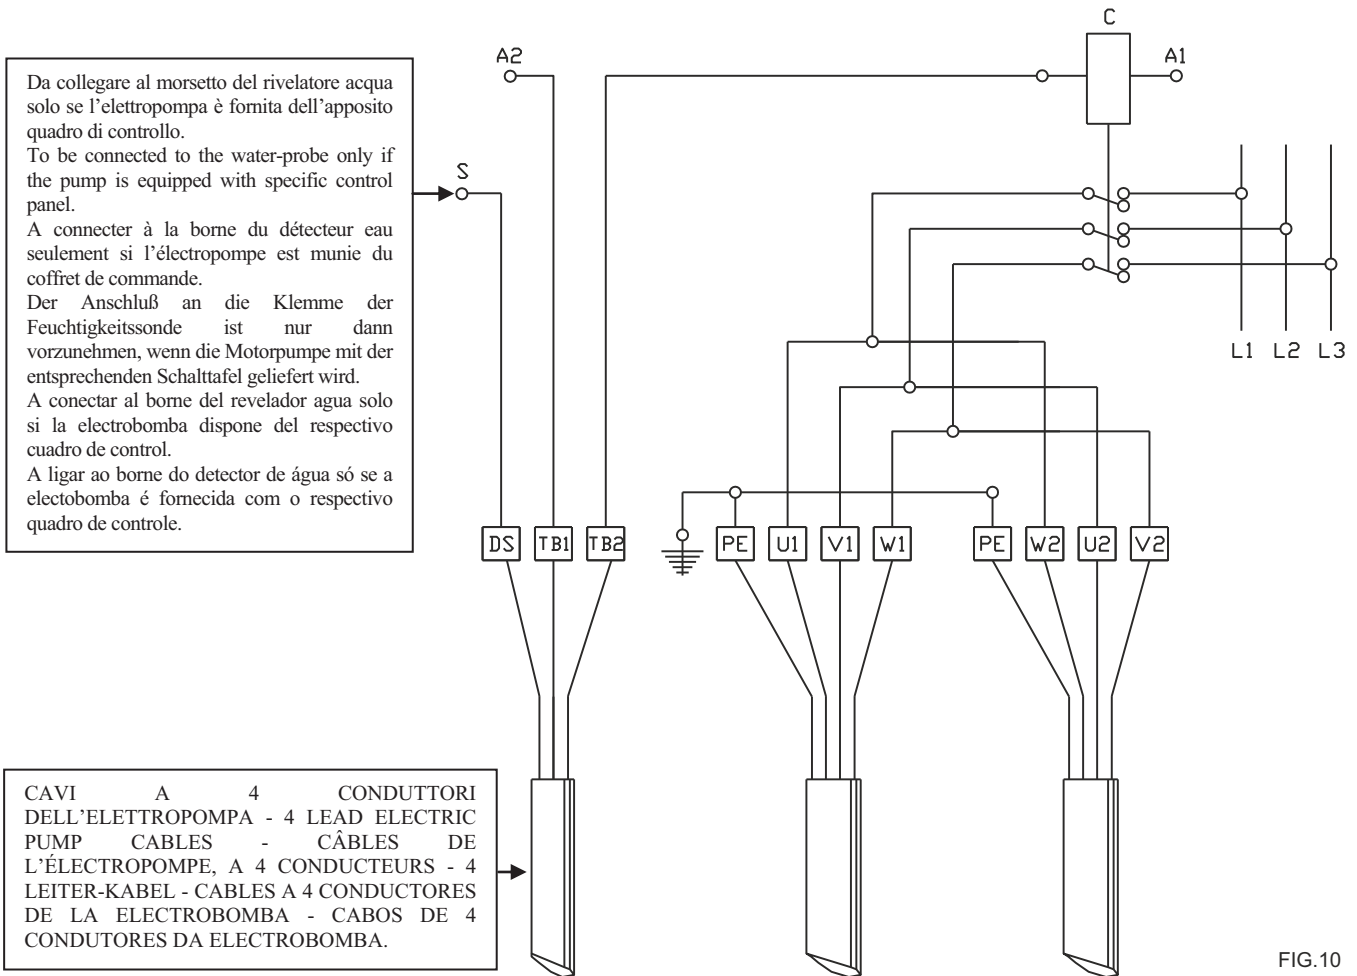 C
A2
A1
Da collegare al morsetto del rivelatore acqua
solo se l'elettropompa è fornita dell'apposito
quadro di controllo.
To be connected to the water-probe only if
the pump is equipped with specific control
panel.
A connecter à la borne du détecteur eau
seulement si l'électropompe est munie du
coffret de commande.
Der Anschluß an die Klemme der
Feuchtigkeitssonde ist nur dann
vorzunehmen, wenn die Motorpumpe mit der
entsprechenden Schalttafel geliefert wird.
A conectar al borne del revelador agua solo
si la electrobomba dispone del respectivo
cuadro de control.
A ligar ao borne do detector de água só se a
electobomba é fornecida com o respectivo
quadro de controle.
S
L1 L2 L3
DS TB1 TB2 PE U1 V1 W1 PE W2 U2 V2
CAVI A 4 CONDUTTORI
DELL'ELETTROPOMPA - 4 LEAD ELECTRIC
PUMP CABLES - CÂBLES DE
L'ÉLECTROPOMPE, A 4 CONDUCTEURS - 4
LEITER-KABEL - CABLES A 4 CONDUCTORES
DE LA ELECTROBOMBA - CABOS DE 4
CONDUTORES DA ELECTROBOMBA.
FIG.10